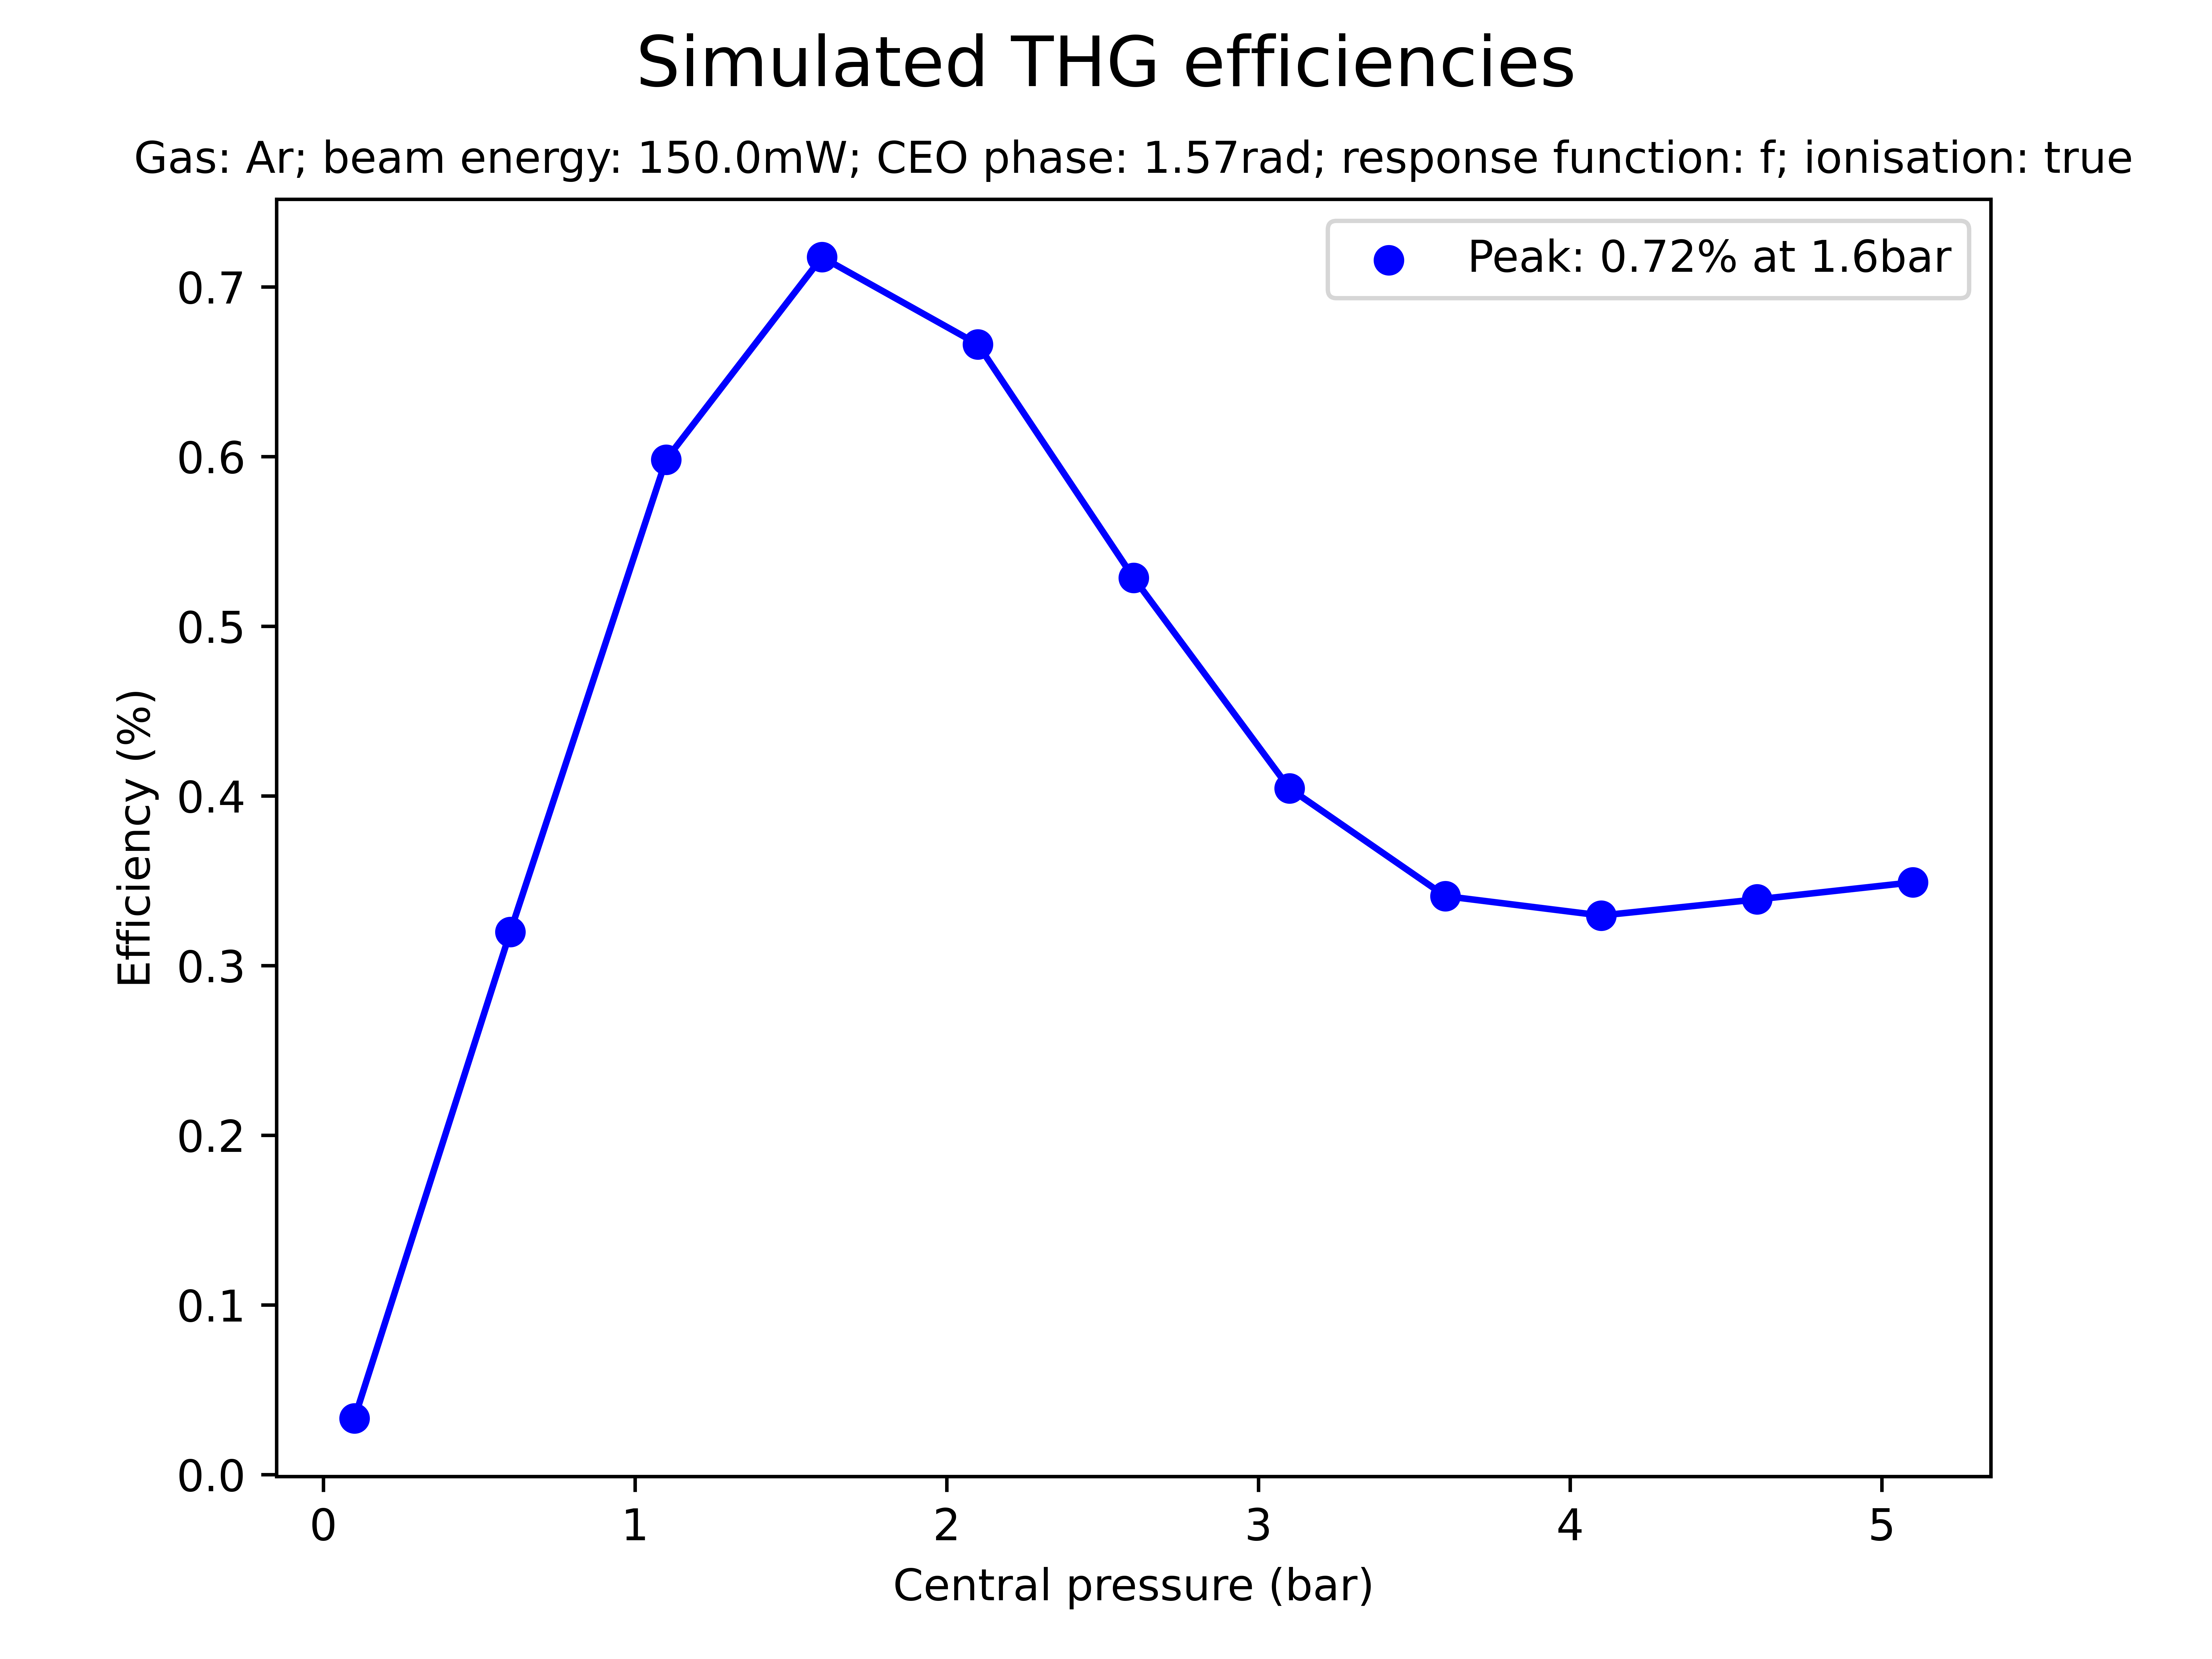 Simulated THG efficiencies
Gas: Ar; beam energy: 150.0mW; CEO phase: 1.57rad; response function: f; ionisation: true
Peak: 0.72% at 1.6bar
Efficiency (%)
0.7
0.6
0.5
0.4
0.3
0.2
0.1
0.0
0 1 2 3 4 5
Central pressure (bar)